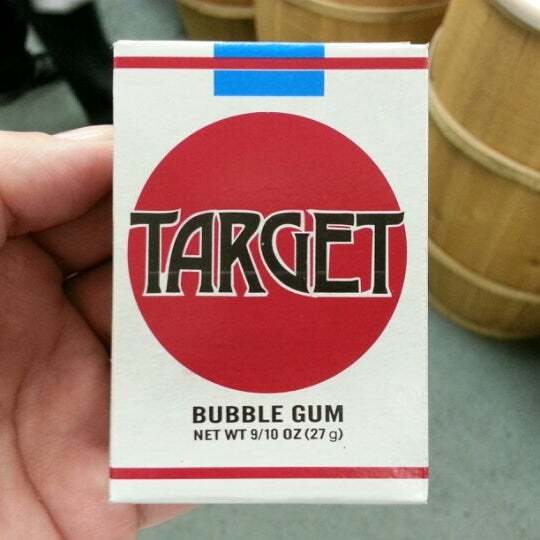 TARGET
BUBBLE GUM
NET WT 9/10 OZ (27 g)